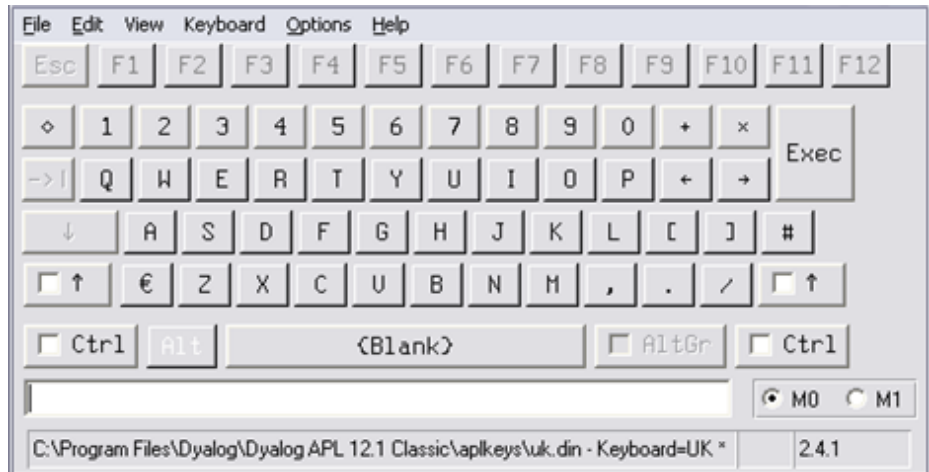 File Edit View Keyboard Options Help
Esc F1 F2 F3 F4 F5 F6 F7 F8 F9 F10 F11 F12
◇ 1 2 3 4 5 6 7 8 9 0 + × Exec
->| Q W E R T Y U I O P ← →
↓ A S D F G H J K L [ ] #
↑ € Z X C V B N M , . / ↑
Ctrl Alt {Blank} AltGr Ctrl
M0 M1
C:\Program Files\Dyalog\Dyalog APL 12.1 Classic\aplkeys\uk.din - Keyboard=UK * 2.4.1